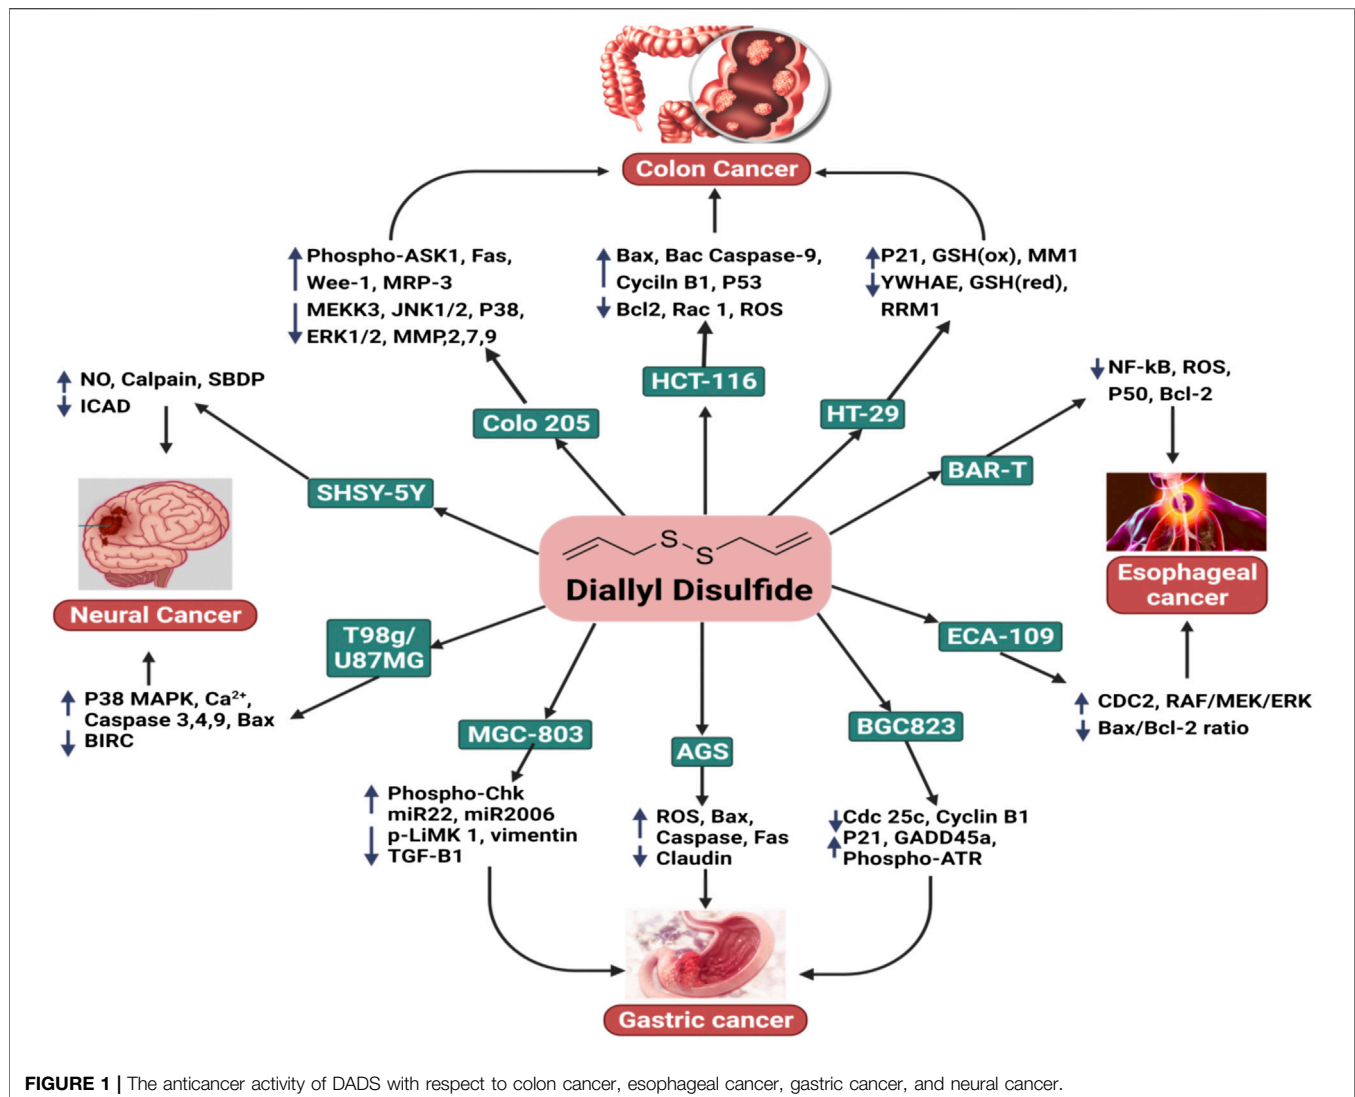 Colon Cancer
Phospho-ASK1, Fas,
Wee-1, MRP-3
MEKK3, JNK1/2, P38,
ERK1/2, MMP,2,7,9
Bax, Bac Caspase-9,
Cyciln B1, P53
Bcl2, Rac 1, ROS
P21, GSH(ox), MM1
YWHAE, GSH(red),
RRM1
NO, Calpain, SBDP
ICAD
Colo 205
HCT-116
HT-29
NF-kB, ROS,
P50, Bcl-2
SHSY-5Y
BAR-T
S
S
Diallyl Disulfide
Neural Cancer
Esophageal
cancer
T98g/
U87MG
ECA-109
P38 MAPK, Ca²⁺,
Caspase 3,4,9, Bax
BIRC
CDC2, RAF/MEK/ERK
Bax/Bcl-2 ratio
MGC-803
AGS
BGC823
Phospho-Chk
miR22, miR2006
p-LiMK 1, vimentin
TGF-B1
ROS, Bax,
Caspase, Fas
Claudin
Cdc 25c, Cyclin B1
P21, GADD45a,
Phospho-ATR
Gastric cancer
FIGURE 1 | The anticancer activity of DADS with respect to colon cancer, esophageal cancer, gastric cancer, and neural cancer.